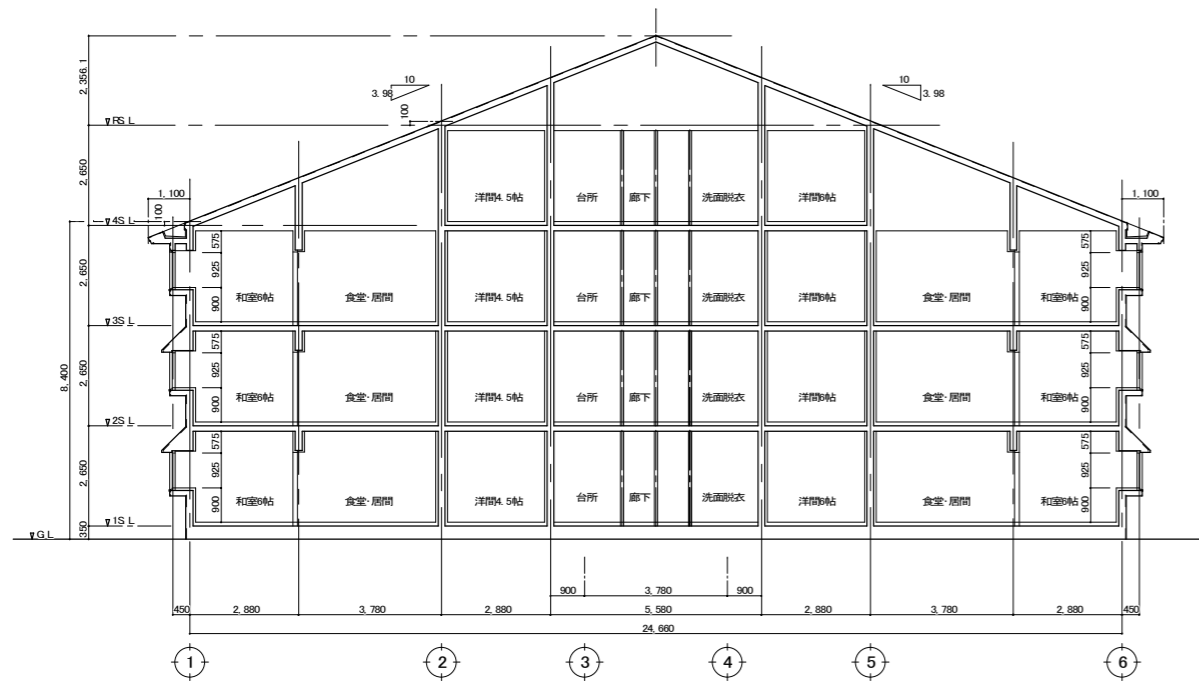 10
3.98
10
3.98
100
2,356.1
RSL
2,650
洋間4.5帖
台所
廊下
洗面脱衣
洋間6帖
1,100
100
4SL
1,100
575
925
900
和室6帖
食堂・居間
洋間4.5帖
台所
廊下
洗面脱衣
洋間6帖
食堂・居間
和室6帖
575
925
900
2,650
3SL
8,400
575
925
900
和室6帖
食堂・居間
洋間4.5帖
台所
廊下
洗面脱衣
洋間6帖
食堂・居間
和室6帖
575
925
900
2,650
2SL
575
925
900
和室6帖
食堂・居間
洋間4.5帖
台所
廊下
洗面脱衣
洋間6帖
食堂・居間
和室6帖
575
925
900
2,650
1SL
350
GL
900 3,780 900
450 2,880 3,780 2,880 5,580 2,880 3,780 2,880 450
24,660
1 2 3 4 5 6